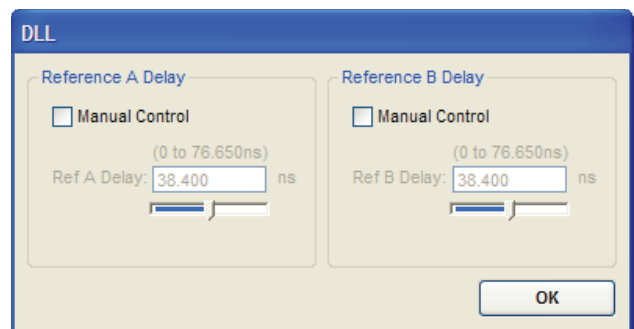 DLL
Reference A Delay
Manual Control
(0 to 76.650ns)
Ref A Delay: 38.400 ns
Reference B Delay
Manual Control
(0 to 76.650ns)
Ref B Delay: 38.400 ns
OK